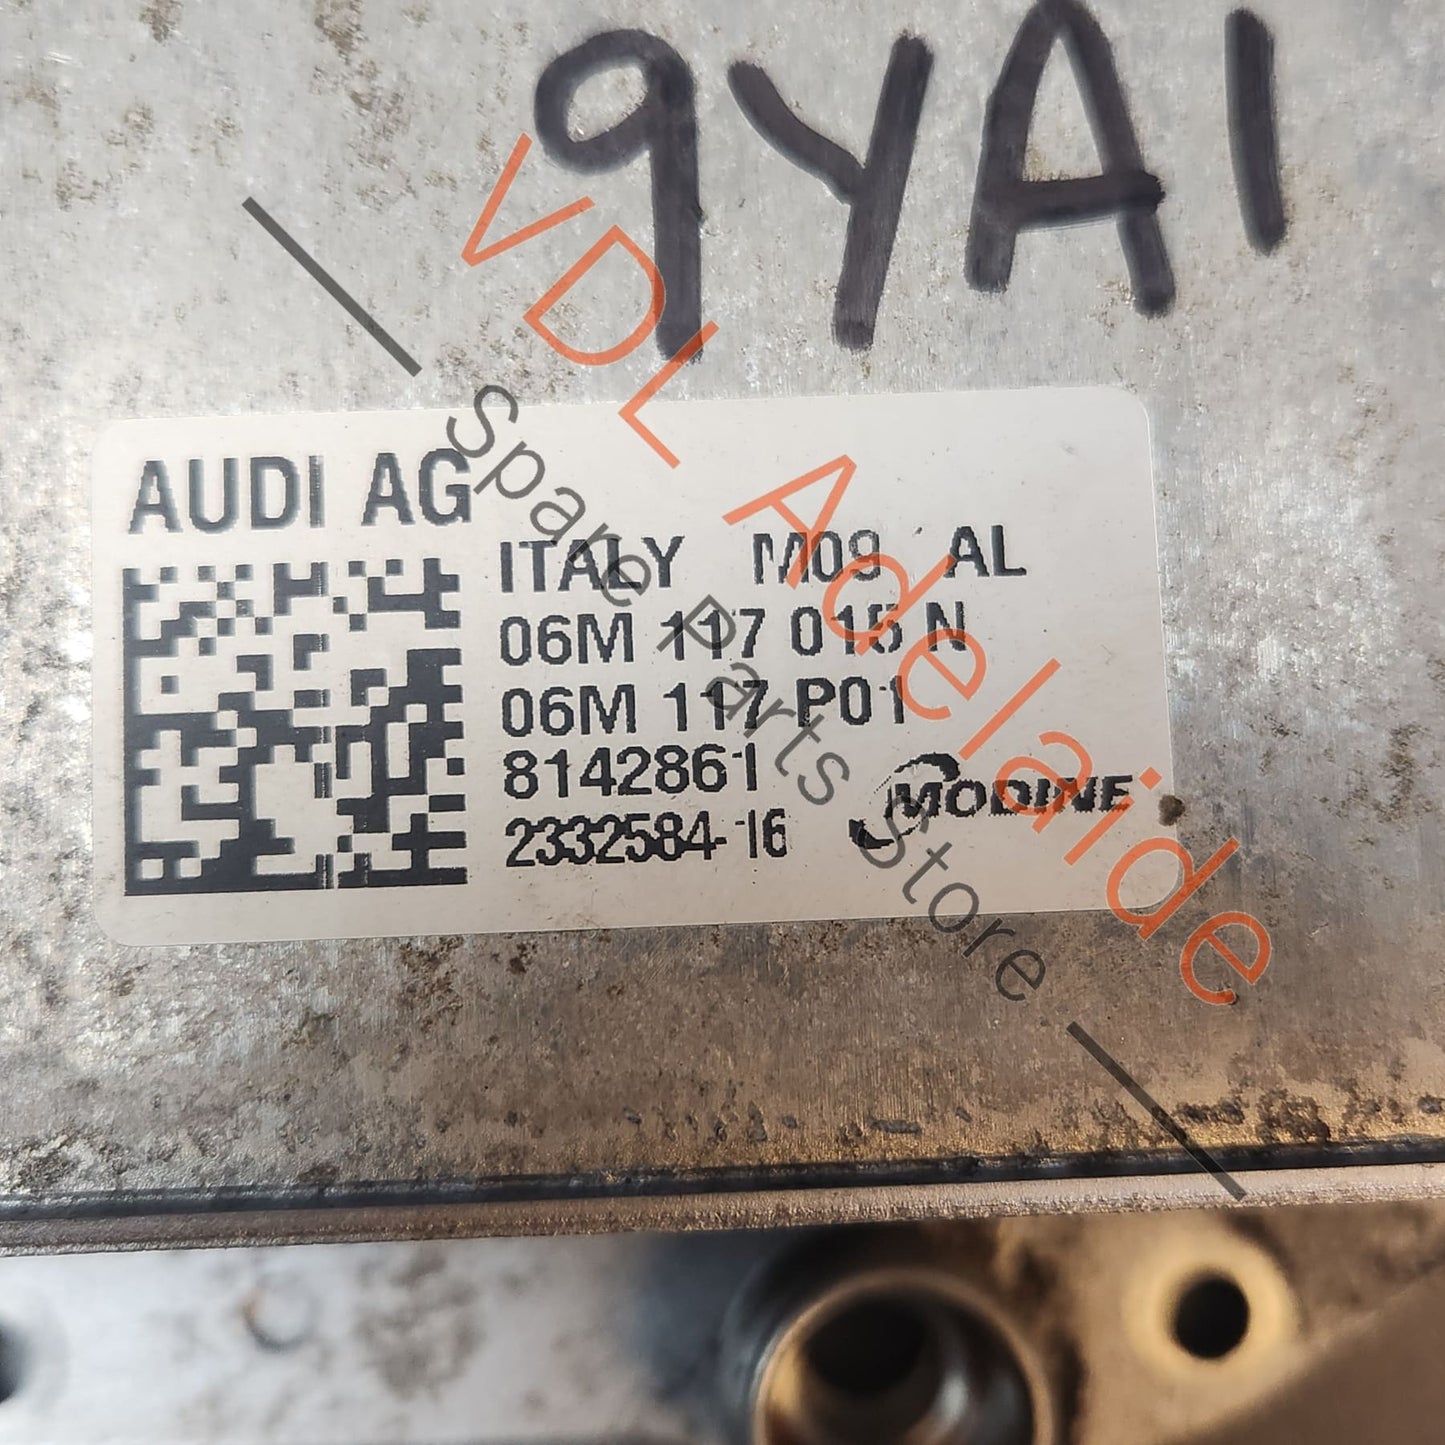 9YA1
AUDI AG
ITALY M09 AL
06M 117 015 N
06M 117 P01
8142861
2332584-16
MODINE
VDL Adelaide
Spare Parts Store